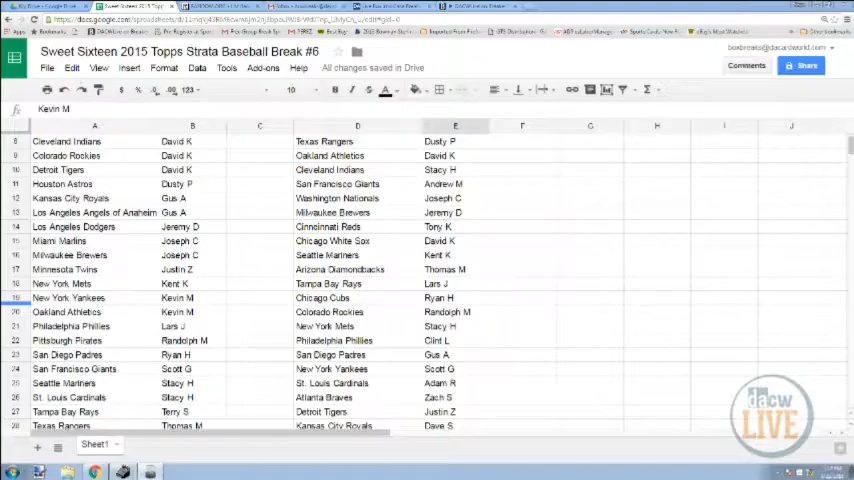 Sweet Sixteen 2015 Topps Strata Baseball Break #6
boxbreaks@dacardworld.com
File Edit View Insert Format Data Tools Add-ons Help All changes saved in Drive
Comments Share
$ % .0 .00 123 10 B I S A
fx Kevin M
A B C D E F G H I J
8 Cleveland Indians David K Texas Rangers Dusty P
9 Colorado Rockies David K Oakland Athletics David K
10 Detroit Tigers David K Cleveland Indians Stacy H
11 Houston Astros Dusty P San Francisco Giants Andrew M
12 Kansas City Royals Gus A Washington Nationals Joseph C
13 Los Angeles Angels of Anaheim Gus A Milwaukee Brewers Jeremy D
14 Los Angeles Dodgers Jeremy D Cinncinati Reds Tony K
15 Miami Marlins Joseph C Chicago White Sox David K
16 Milwaukee Brewers Joseph C Seattle Mariners Kent K
17 Minnesota Twins Justin Z Arizona Diamondbacks Thomas M
18 New York Mets Kent K Tampa Bay Rays Lars J
19 New York Yankees Kevin M Chicago Cubs Ryan H
20 Oakland Athletics Kevin M Colorado Rockies Randolph M
21 Philadelphia Phillies Lars J New York Mets Stacy H
22 Pittsburgh Pirates Randolph M Philadelphia Phillies Clint L
23 San Diego Padres Ryan H San Diego Padres Gus A
24 San Francisco Giants Scott G New York Yankees Scott G
25 Seattle Mariners Stacy H St. Louis Cardinals Adam R
26 St. Louis Cardinals Stacy H Atlanta Braves Zach S
27 Tampa Bay Rays Terry S Detroit Tigers Justin Z
28 Texas Rangers Thomas M Kansas City Royals Dave S
Sheet1
dacw
LIVE